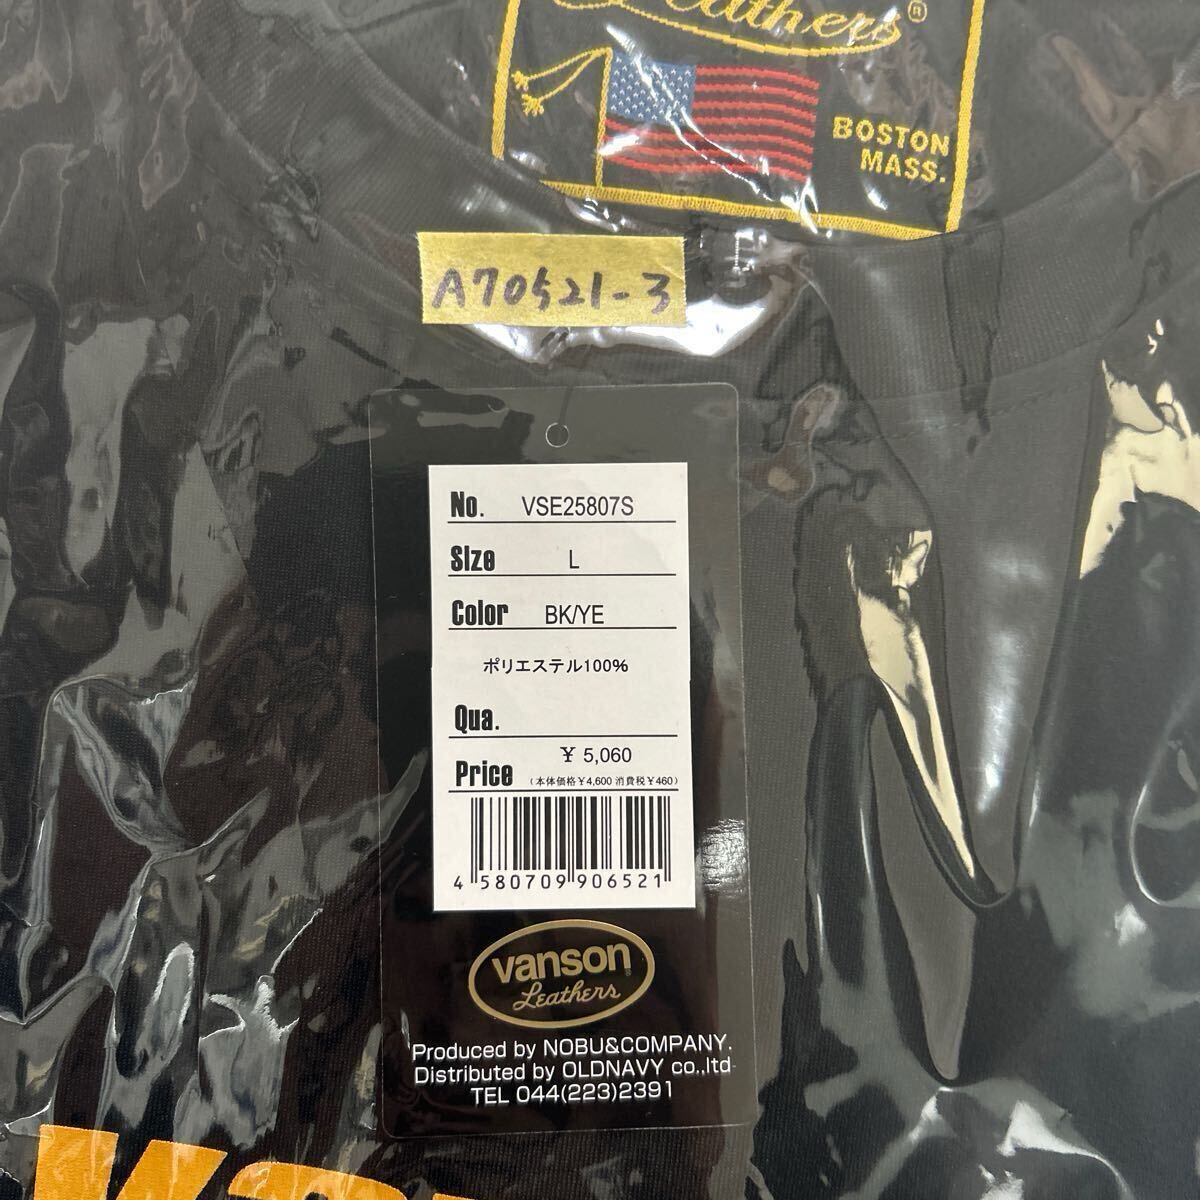 Leathers®
BOSTON
MASS.
A70521-3
No. VSE25807S
Size L
Color BK/YE
ポリエステル100%
Qua.
Price ¥ 5,060
(本体価格¥4,600 消費税¥460)
4 580709 906521
vanson
Leathers
Produced by NOBU&COMPANY.
Distributed by OLDNAVY co.,ltd
TEL 044(223)2391